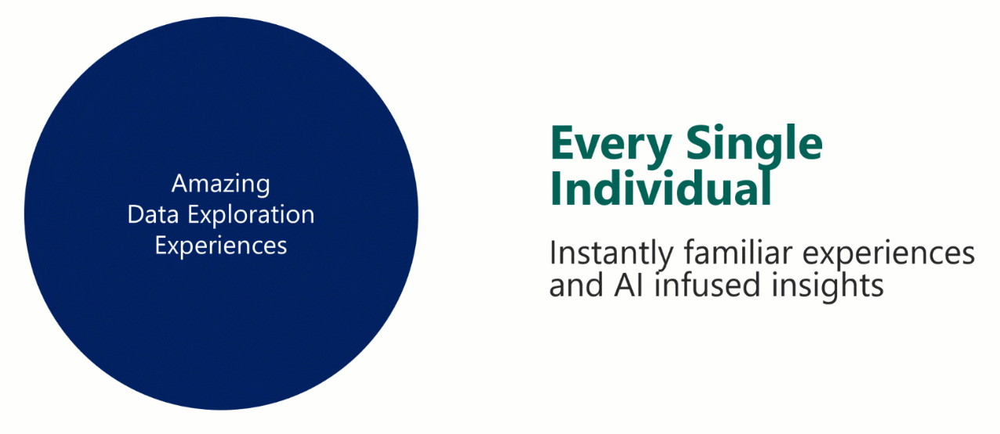 Amazing
Data Exploration
Experiences
Every Single
Individual
Instantly familiar experiences
and AI infused insights